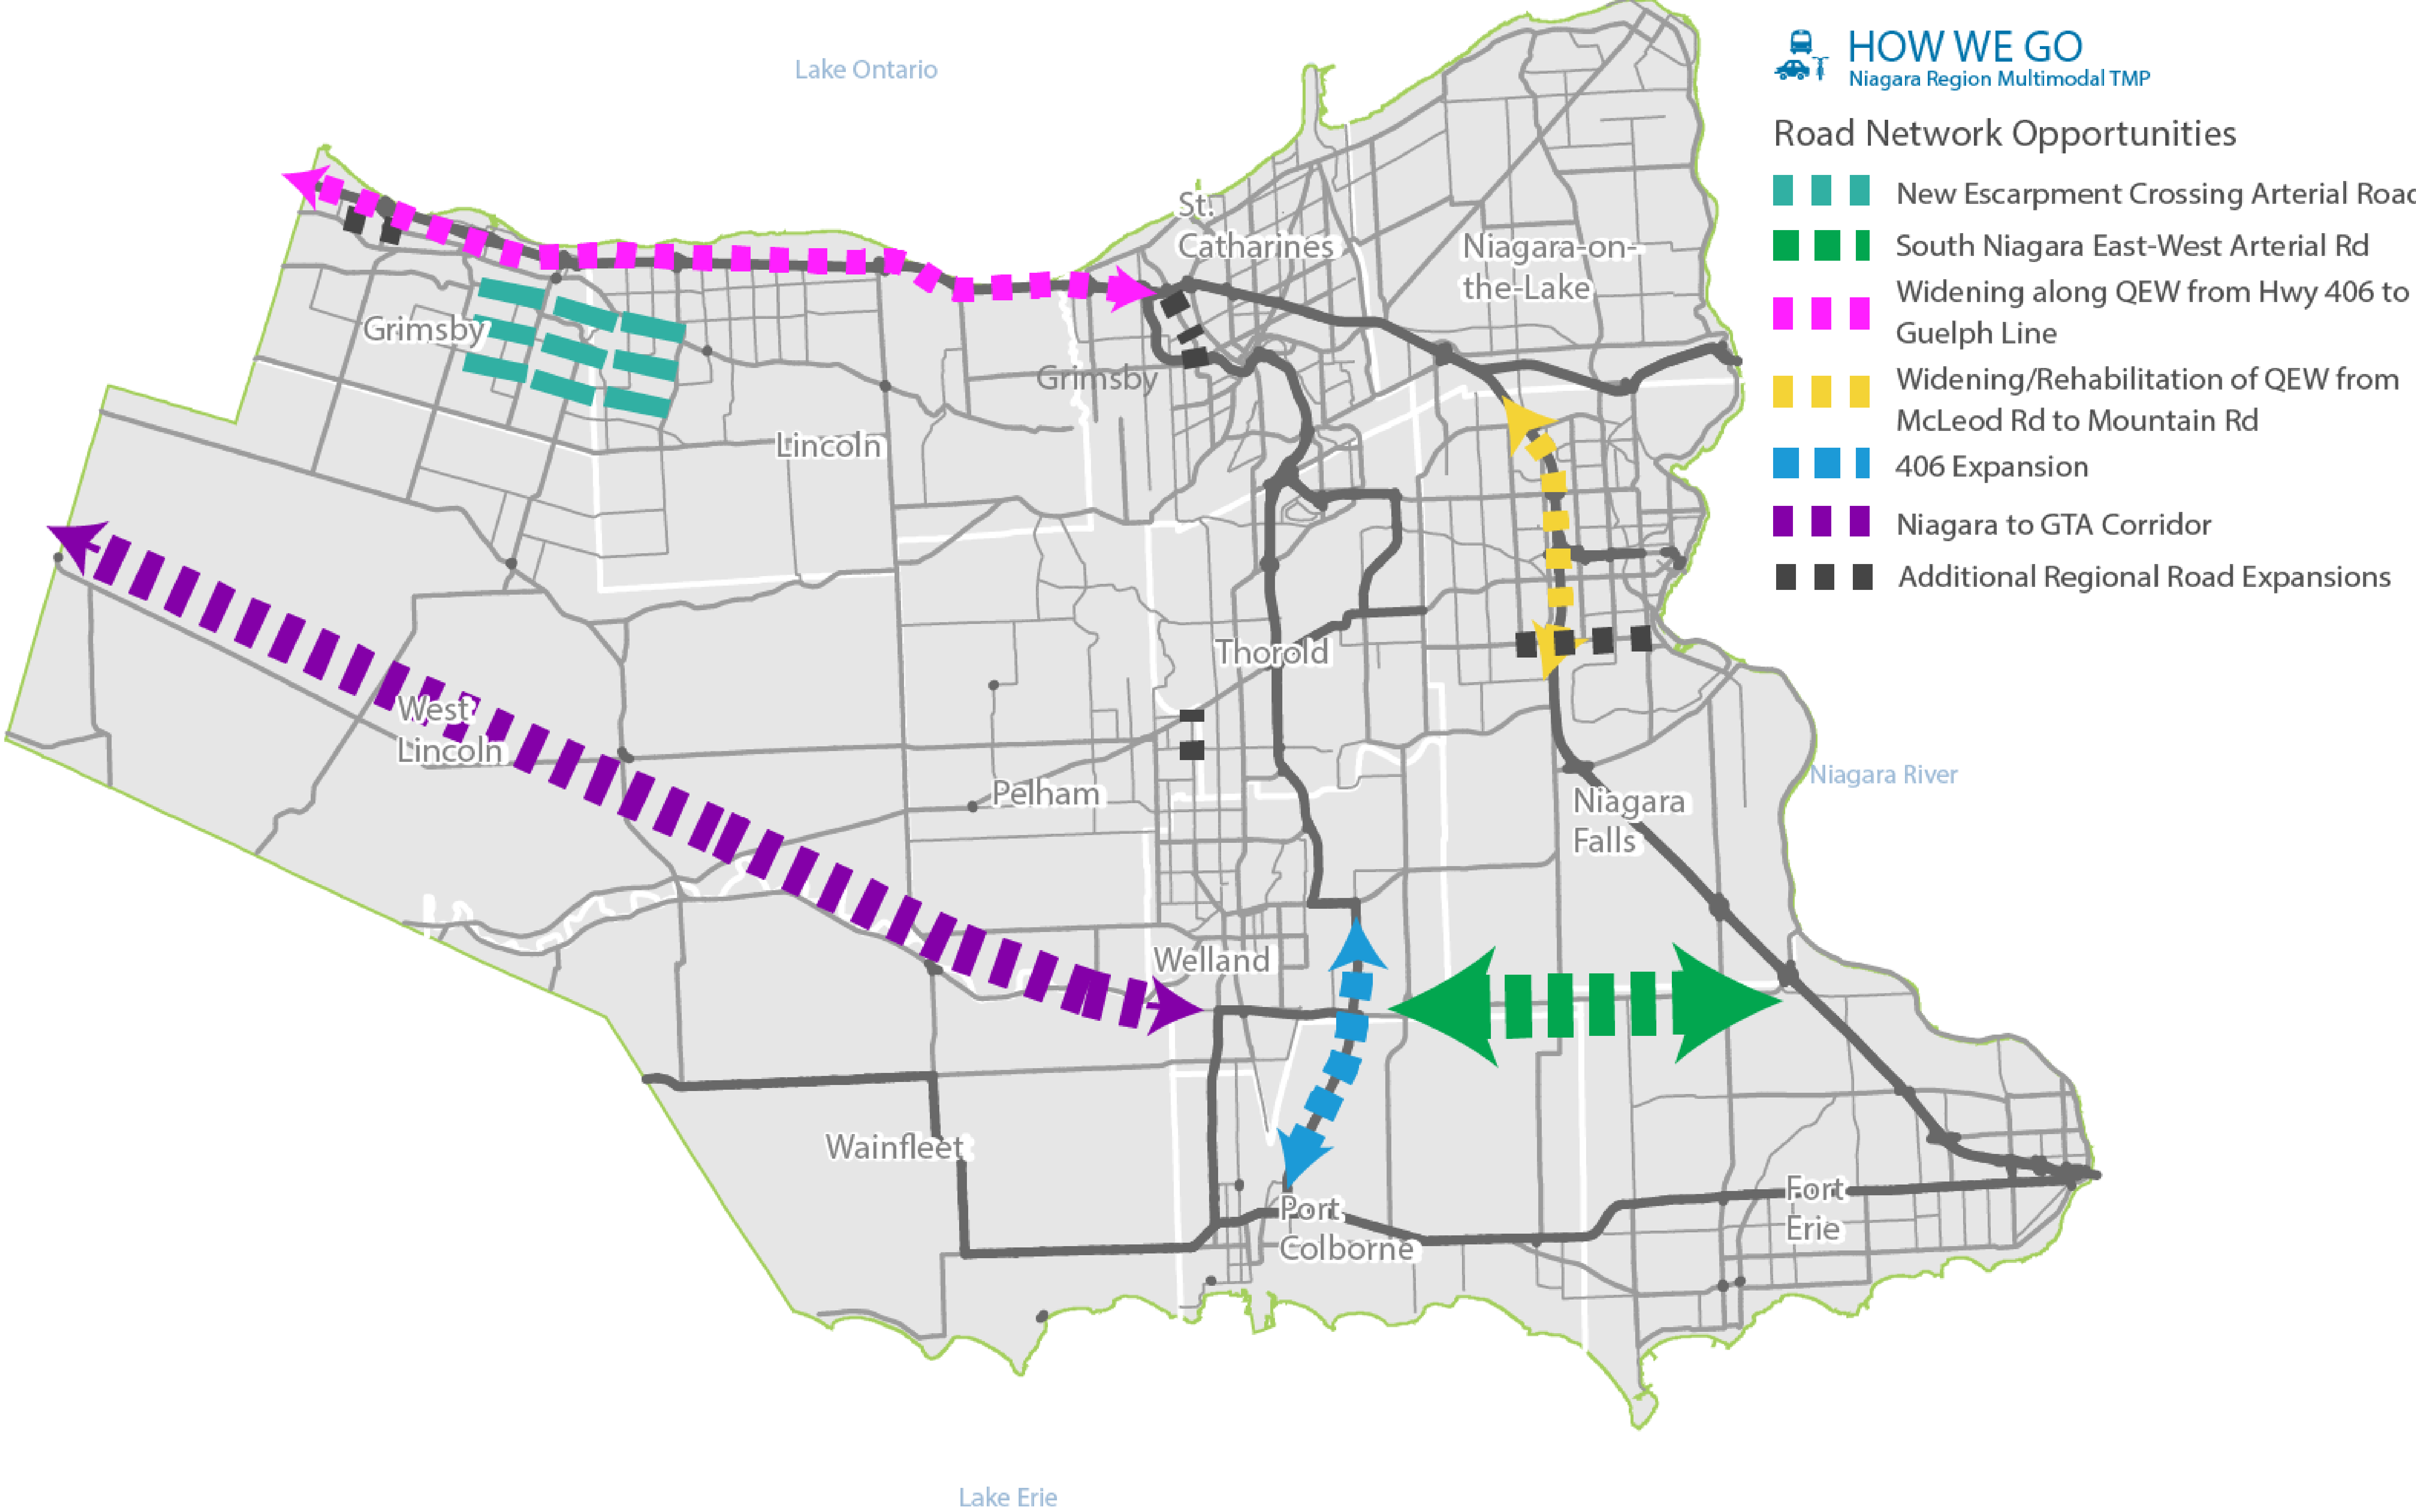 HOW WE GO
Niagara Region Multimodal TMP
Road Network Opportunities
New Escarpment Crossing Arterial Road
South Niagara East-West Arterial Rd
Widening along QEW from Hwy 406 to
Guelph Line
Widening/Rehabilitation of QEW from
McLeod Rd to Mountain Rd
406 Expansion
Niagara to GTA Corridor
Additional Regional Road Expansions
Lake Ontario
St.
Catharines
Niagara-on-
the-Lake
Grimsby
Grimsby
Lincoln
Thorold
West
Lincoln
Pelham
Niagara River
Niagara
Falls
Welland
Wainfleet
Fort
Erie
Port
Colborne
Lake Erie